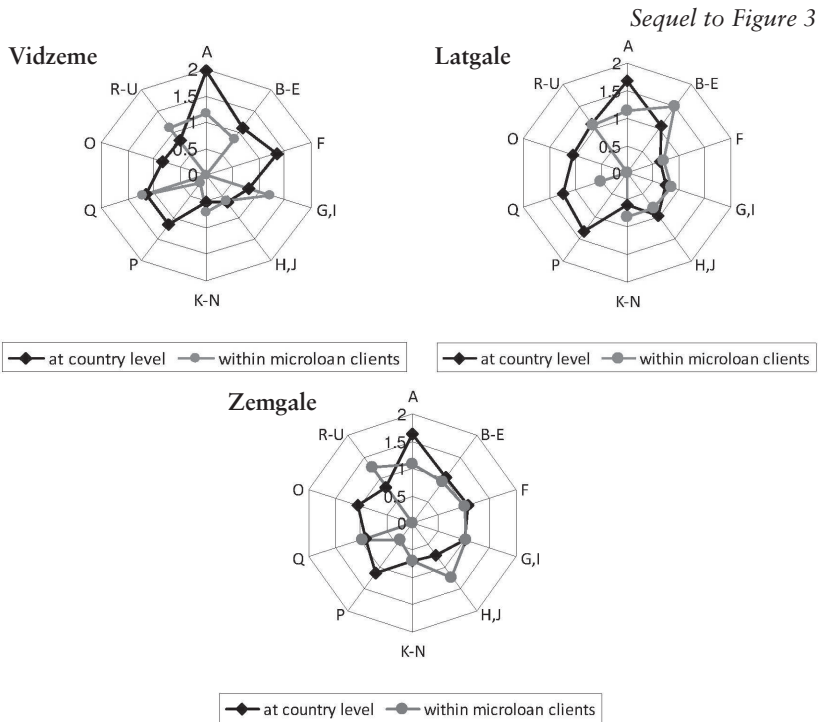 Sequel to Figure 3
Vidzeme
A
B-E
F
G,I
H,J
K-N
P
Q
O
R-U
2
1.5
1
0.5
0
at country level within microloan clients
Latgale
A
B-E
F
G,I
H,J
K-N
P
Q
O
R-U
2
1.5
1
0.5
0
at country level within microloan clients
Zemgale
A
B-E
F
G,I
H,J
K-N
P
Q
O
R-U
2
1.5
1
0.5
0
at country level within microloan clients